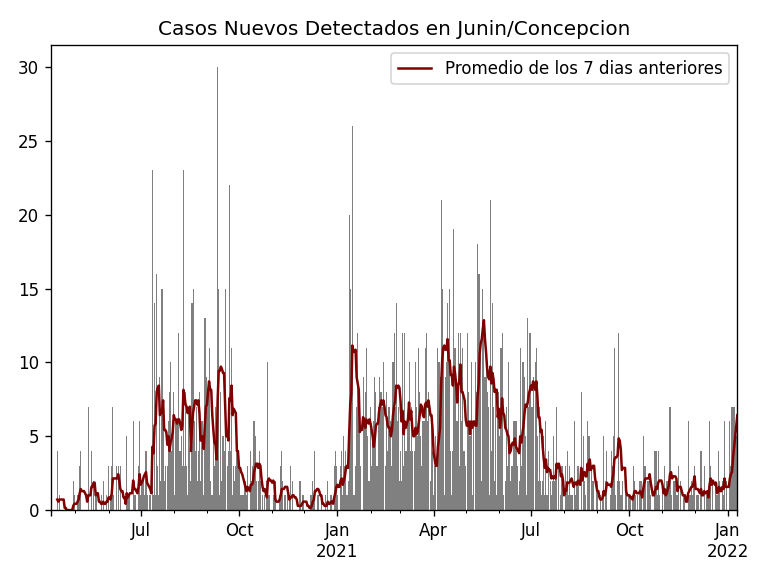 Casos Nuevos Detectados en Junin/Concepcion
Promedio de los 7 dias anteriores
30
25
20
15
10
5
0
Jul
Oct
Jan
2021
Apr
Jul
Oct
Jan
2022